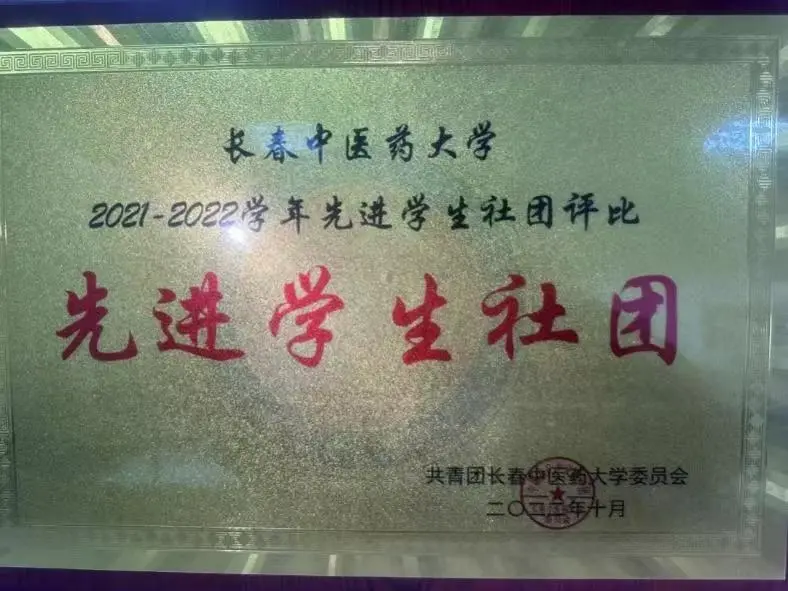 长春中医药大学
2021-2022学年先进学生社团评比
先进学生社团
共青团长春中医药大学委员会
二〇二二年十月